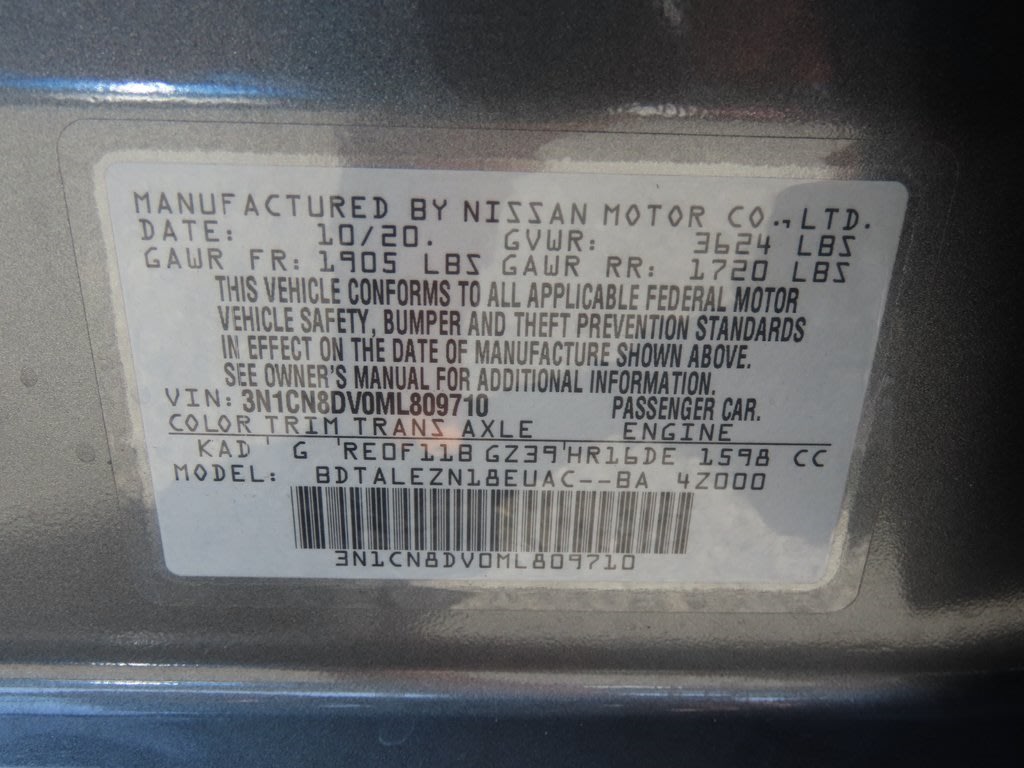 MANUFACTURED BY NISSAN MOTOR CO., LTD.
DATE: 10/20. GVWR: 3624 LBS
GAWR FR: 1905 LBS GAWR RR: 1720 LBS
THIS VEHICLE CONFORMS TO ALL APPLICABLE FEDERAL MOTOR
VEHICLE SAFETY, BUMPER AND THEFT PREVENTION STANDARDS
IN EFFECT ON THE DATE OF MANUFACTURE SHOWN ABOVE.
SEE OWNER'S MANUAL FOR ADDITIONAL INFORMATION.
VIN: 3N1CN8DV0ML809710 PASSENGER CAR.
COLOR TRIM TRANS AXLE ENGINE
KAD ' G 'RE0F11B GZ39'HR16DE 1598 CC
MODEL: BDTALEZN18EUAC--BA 4Z000
3N1CN8DV0ML809710